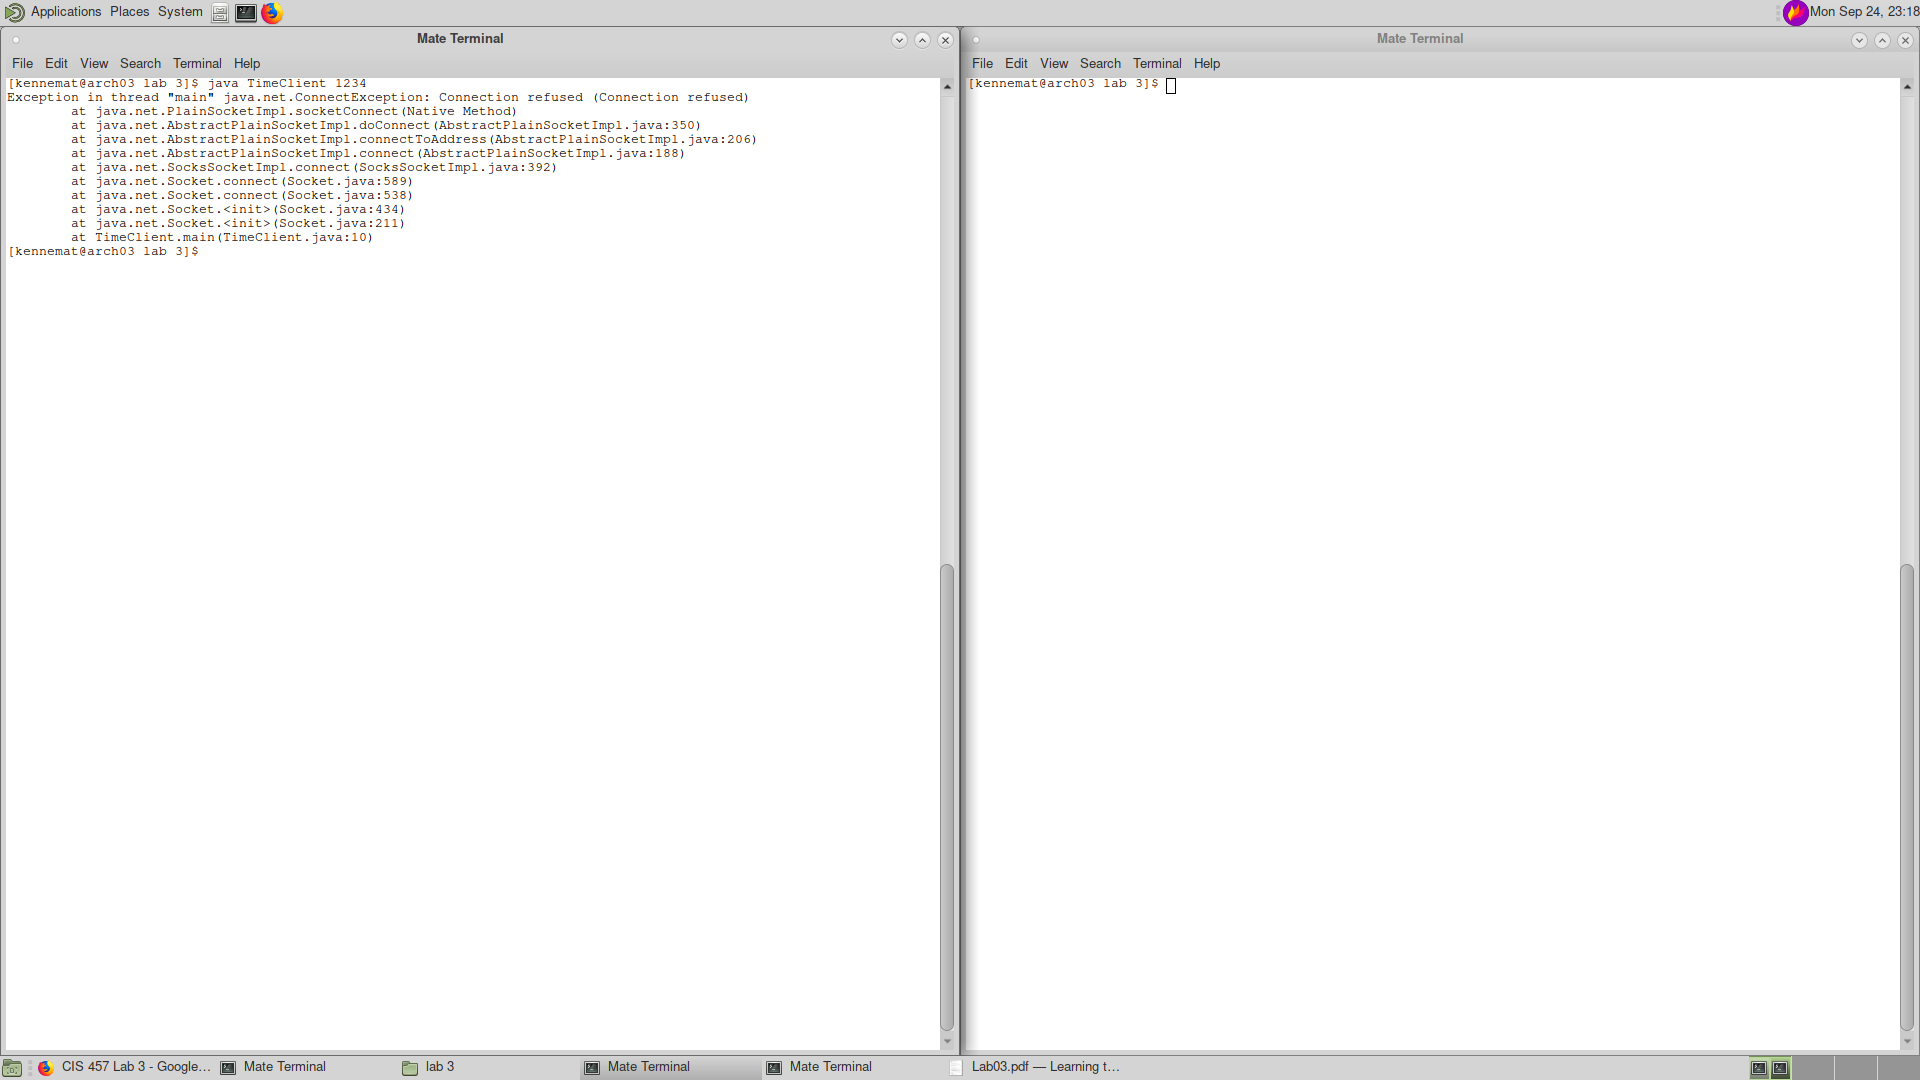 Applications Places System
Mon Sep 24, 23:18
Mate Terminal
File Edit View Search Terminal Help
[kennemat@arch03 lab 3]$ java TimeClient 1234
Exception in thread "main" java.net.ConnectException: Connection refused (Connection refused)
        at java.net.PlainSocketImpl.socketConnect(Native Method)
        at java.net.AbstractPlainSocketImpl.doConnect(AbstractPlainSocketImpl.java:350)
        at java.net.AbstractPlainSocketImpl.connectToAddress(AbstractPlainSocketImpl.java:206)
        at java.net.AbstractPlainSocketImpl.connect(AbstractPlainSocketImpl.java:188)
        at java.net.SocksSocketImpl.connect(SocksSocketImpl.java:392)
        at java.net.Socket.connect(Socket.java:589)
        at java.net.Socket.connect(Socket.java:538)
        at java.net.Socket.<init>(Socket.java:434)
        at java.net.Socket.<init>(Socket.java:211)
        at TimeClient.main(TimeClient.java:10)
[kennemat@arch03 lab 3]$
Mate Terminal
File Edit View Search Terminal Help
[kennemat@arch03 lab 3]$
CIS 457 Lab 3 - Google...
Mate Terminal
lab 3
Mate Terminal
Mate Terminal
Lab03.pdf — Learning t...